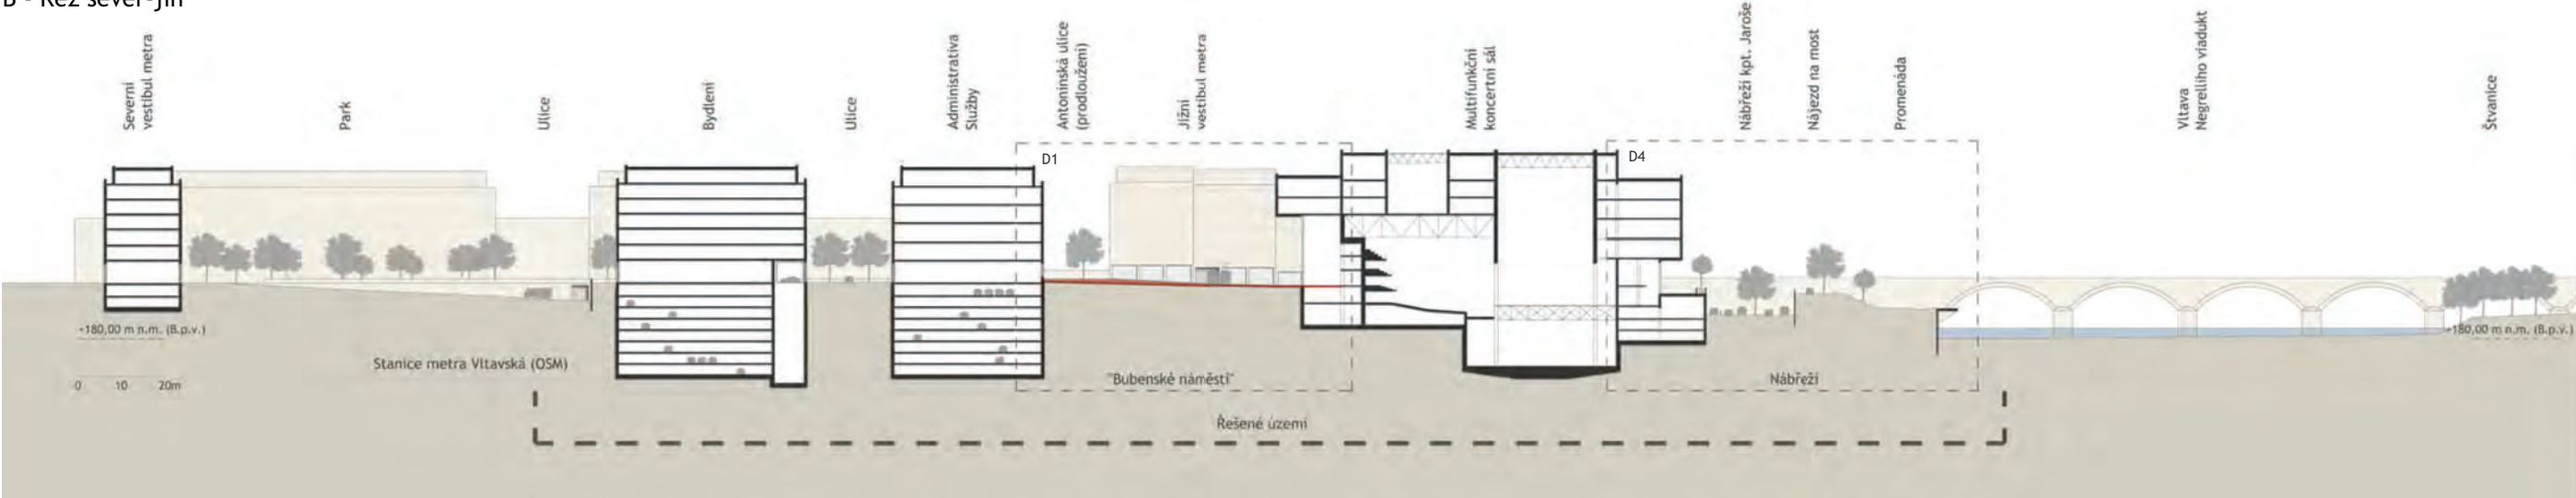 B - Řez sever-jih
Severní
vestibul metra
Park
Ulice
Bydlení
Ulice
Administrativa
Služby
Antonínská ulice
(prodloužení)
Jižní
vestibul metra
Multifunkční
koncertní sál
Nábřeží kpt. Jaroše
Nájezd na most
Promenáda
Vltava
Negrelliho viadukt
Štvanice
D1
D4
+180,00 m n.m. (B.p.v.)
+180,00 m n.m. (B.p.v.)
Stanice metra Vltavská (OSM)
0 10 20m
"Bubenské náměstí"
Nábřeží
Řešené území